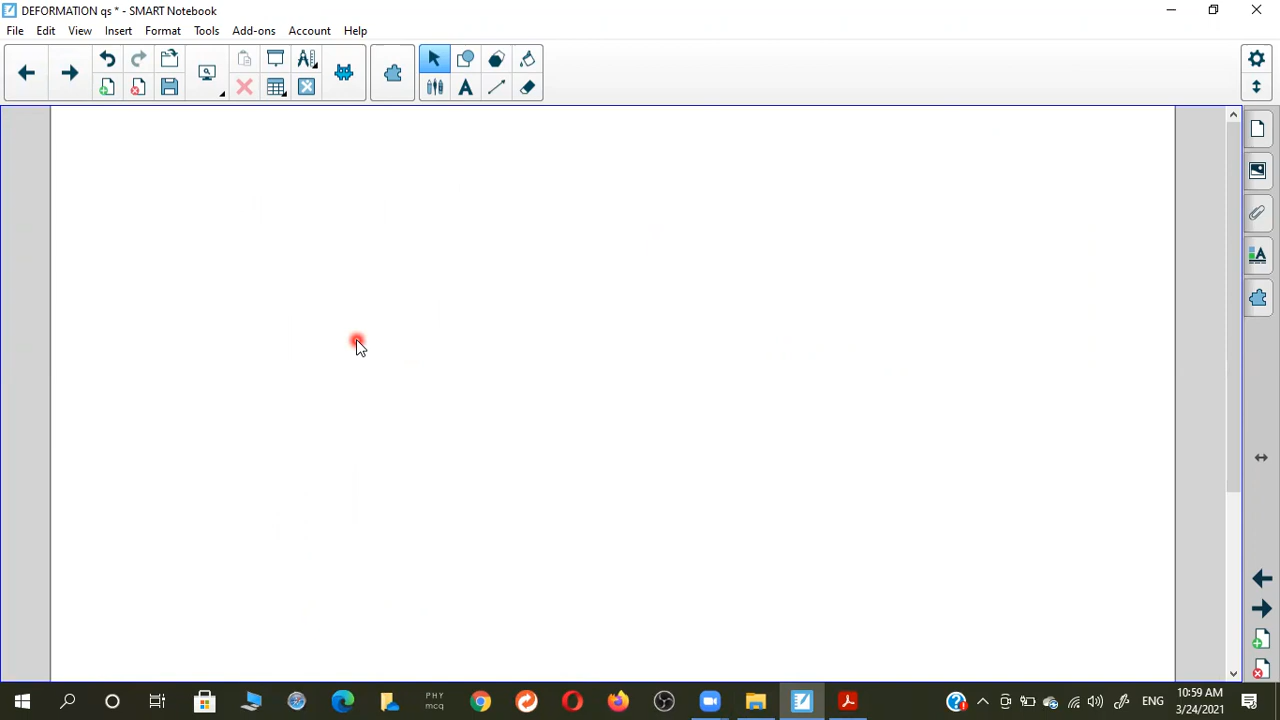 DEFORMATION qs * - SMART Notebook
File Edit View Insert Format Tools Add-ons Account Help
PHY
mcq
ENG
10:59 AM
3/24/2021